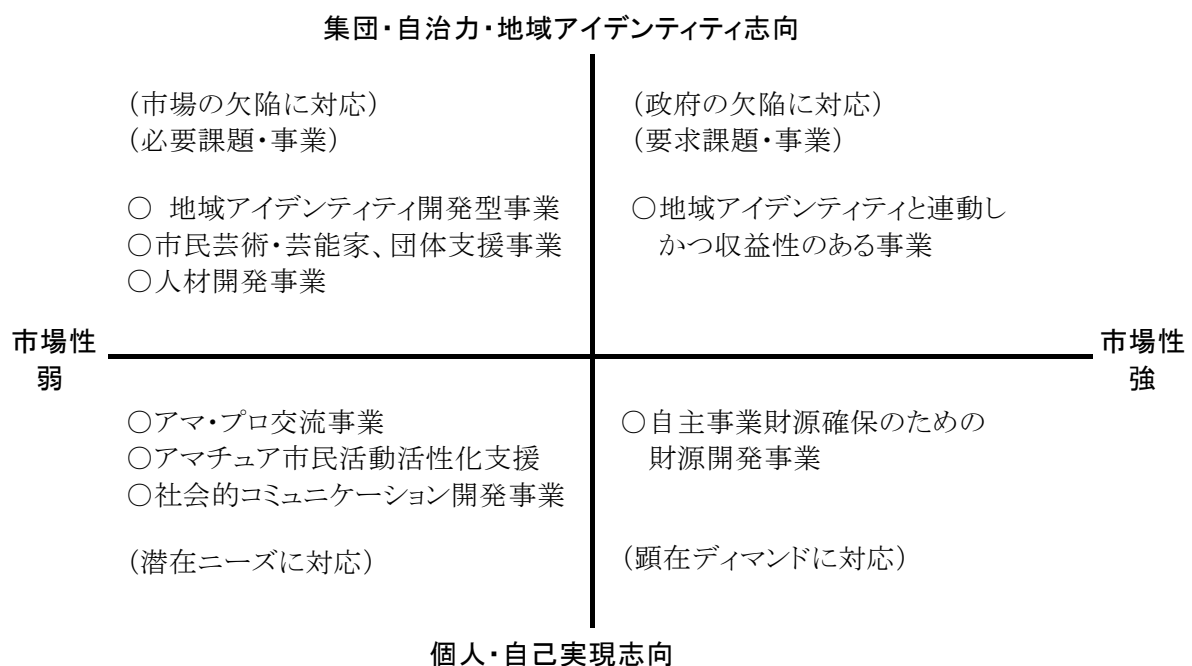 集団・自治力・地域アイデンティティ志向
(市場の欠陥に対応)
(必要課題・事業)
○ 地域アイデンティティ開発型事業
○市民芸術・芸能家、団体支援事業
○人材開発事業
(政府の欠陥に対応)
(要求課題・事業)
○地域アイデンティティと連動し
かつ収益性のある事業
市場性
弱
市場性
強
○アマ・プロ交流事業
○アマチュア市民活動活性化支援
○社会的コミュニケーション開発事業
(潜在ニーズに対応)
○自主事業財源確保のための
財源開発事業
(顕在ディマンドに対応)
個人・自己実現志向